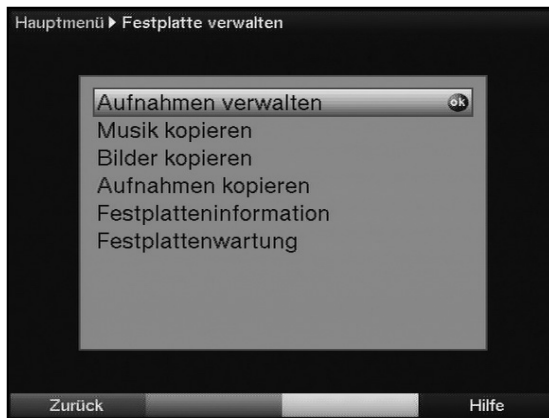 Hauptmenü ▶ Festplatte verwalten
Aufnahmen verwalten ok
Musik kopieren
Bilder kopieren
Aufnahmen kopieren
Festplatteninformation
Festplattenwartung
Zurück Hilfe